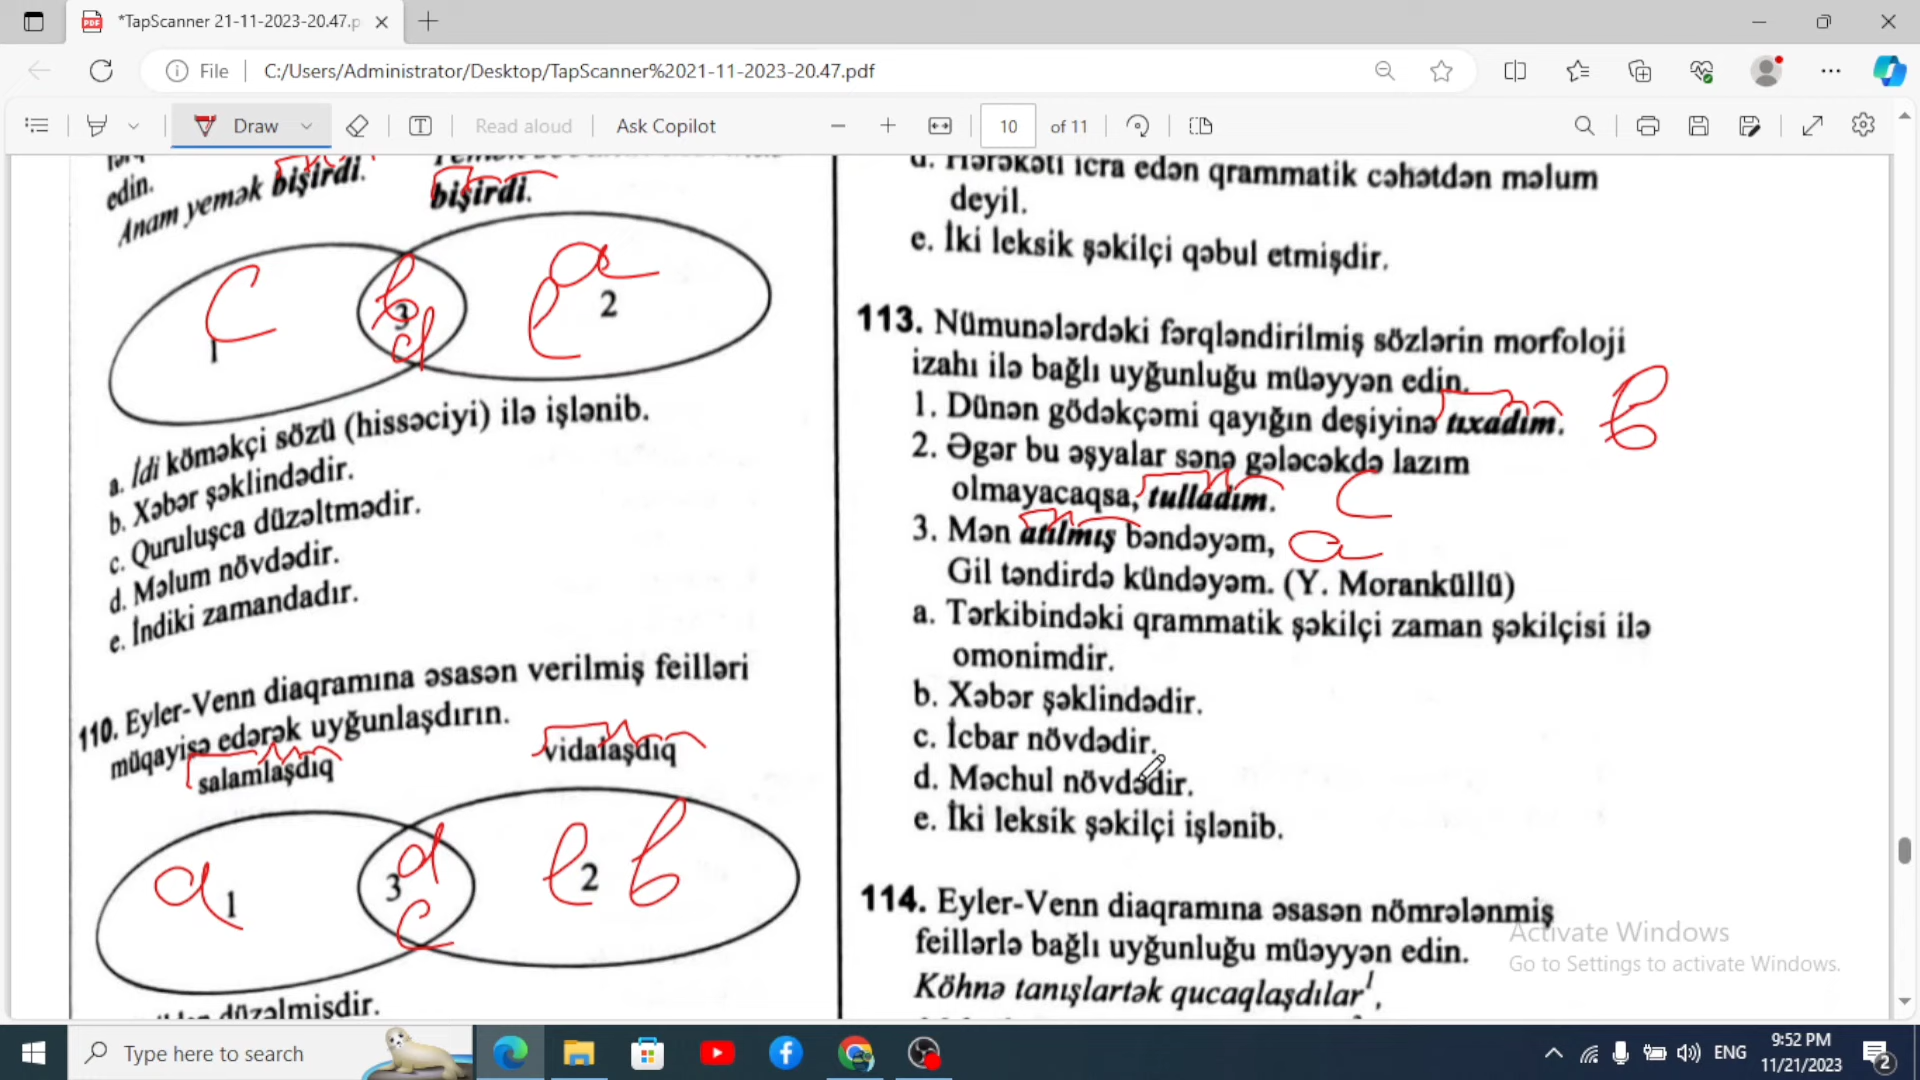 *TapScanner 21-11-2023-20.47.p
File
C:/Users/Administrator/Desktop/TapScanner%2021-11-2023-20.47.pdf
Draw
Read aloud
Ask Copilot
10
of 11
edin.
Anam yemək bişirdi.
bişirdi.
C
b
d
a
e
1
3
2
a. İdi köməkçi sözü (hissəciyi) ilə işlənib.
b. Xəbər şəklindədir.
c. Quruluşca düzəltmədir.
d. Məlum növdədir.
e. İndiki zamandadır.
110. Eyler-Venn diaqramına əsasən verilmiş feilləri
müqayisə edərək uyğunlaşdırın.
salamlaşdıq
vidalaşdıq
a
1
d
3
c
e
2
b
düzəlmişdir.
d. Hərəkəti icra edən qrammatik cəhətdən məlum
deyil.
e. İki leksik şəkilçi qəbul etmişdir.
113. Nümunələrdəki fərqləndirilmiş sözlərin morfoloji
izahı ilə bağlı uyğunluğu müəyyən edin.
1. Dünən gödəkçəmi qayığın deşiyinə tıxadım. b
2. Əgər bu əşyalar sənə gələcəkdə lazım
olmayacaqsa, tulladım. C
3. Mən atılmış bəndəyəm, a
Gil təndirdə kündəyəm. (Y. Moranküllü)
a. Tərkibindəki qrammatik şəkilçi zaman şəkilçisi ilə
omonimdir.
b. Xəbər şəklindədir.
c. İcbar növdədir.
d. Məchul növdədir.
e. İki leksik şəkilçi işlənib.
114. Eyler-Venn diaqramına əsasən nömrələnmiş
feillərlə bağlı uyğunluğu müəyyən edin.
Köhnə tanışlartək qucaqlaşdılar¹,
Activate Windows
Go to Settings to activate Windows.
Type here to search
ENG
9:52 PM
11/21/2023
2